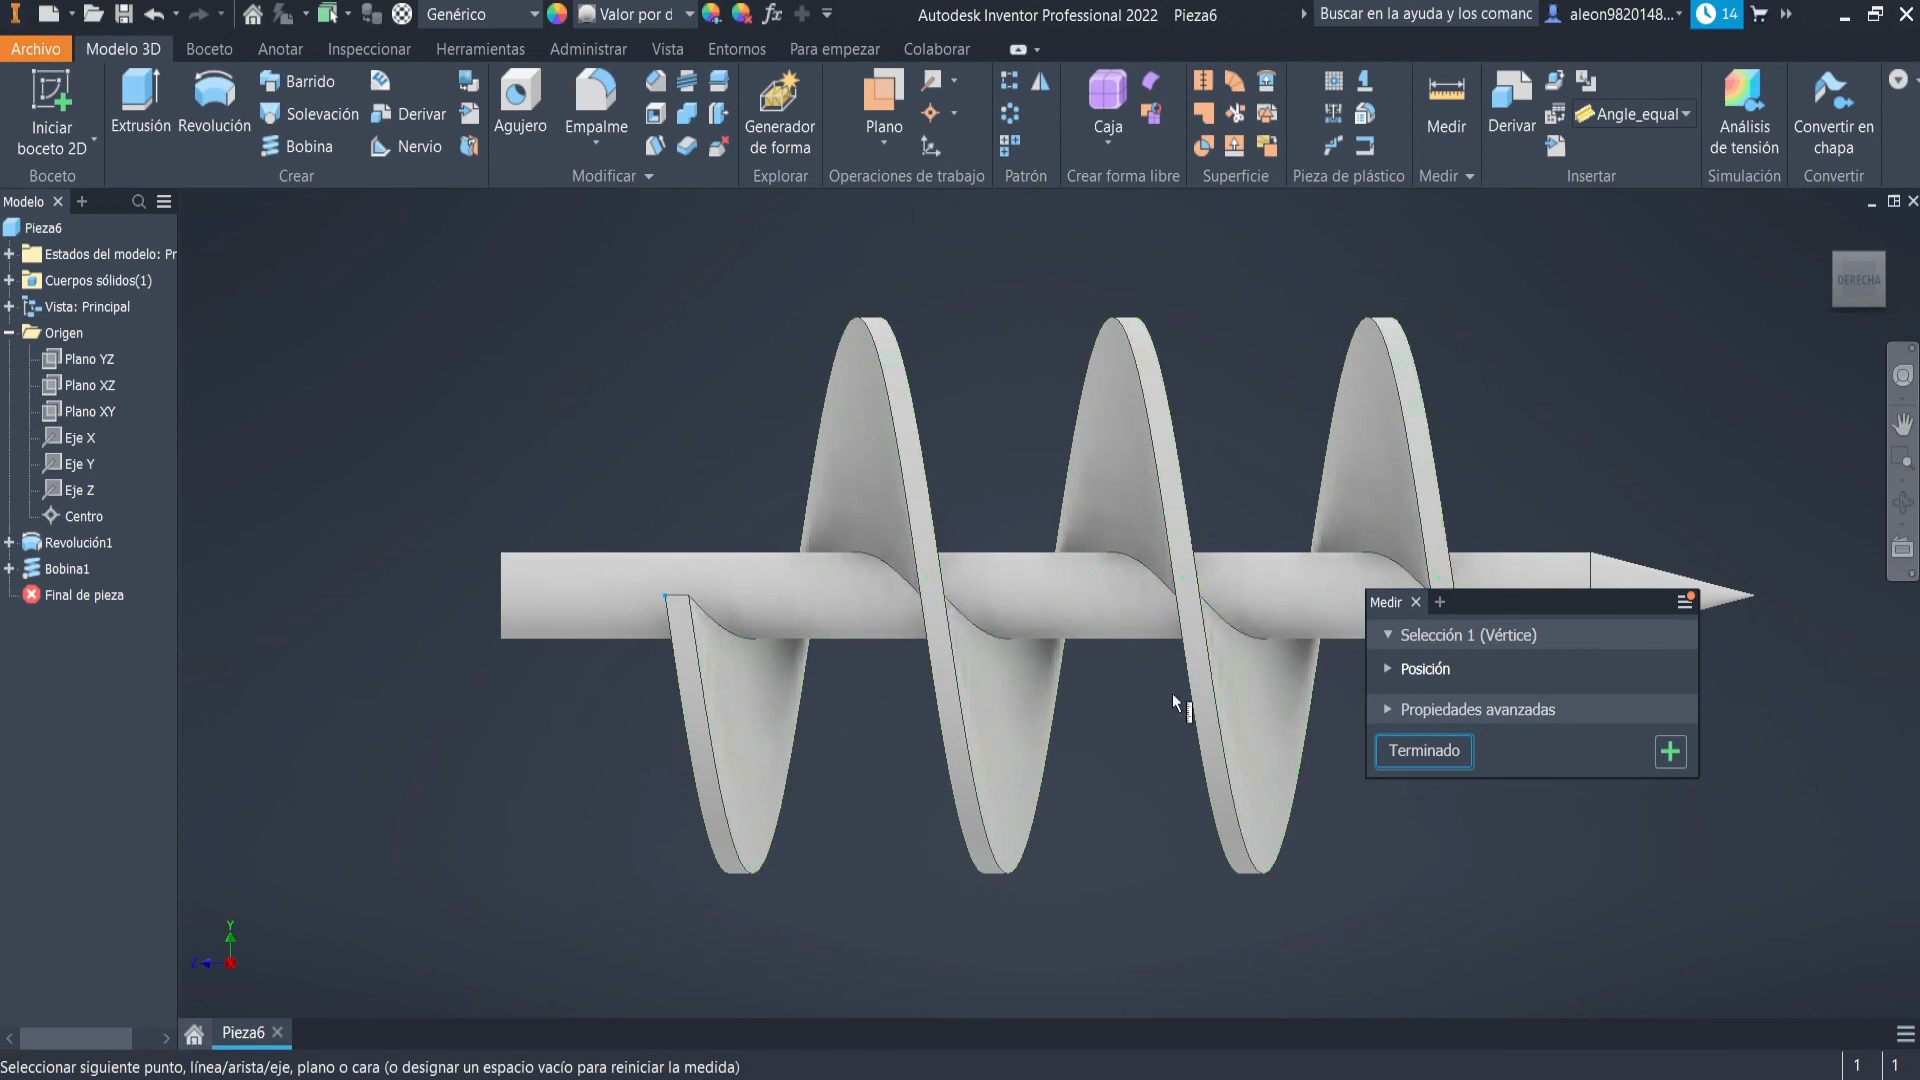 Genérico
Valor por d
Autodesk Inventor Professional 2022 Pieza6
Buscar en la ayuda y los comanc
aleon9820148...
14
Archivo
Modelo 3D
Boceto
Anotar
Inspeccionar
Herramientas
Administrar
Vista
Entornos
Para empezar
Colaborar
Iniciar
boceto 2D
Extrusión
Revolución
Barrido
Solevación
Bobina
Derivar
Nervio
Agujero
Empalme
Generador
de forma
Plano
Caja
Medir
Derivar
Angle_equal
Análisis
de tensión
Convertir en
chapa
Boceto
Crear
Modificar
Explorar
Operaciones de trabajo
Patrón
Crear forma libre
Superficie
Pieza de plástico
Medir
Insertar
Simulación
Convertir
Modelo
Pieza6
Estados del modelo: Pr
Cuerpos sólidos(1)
Vista: Principal
Origen
Plano YZ
Plano XZ
Plano XY
Eje X
Eje Y
Eje Z
Centro
Revolución1
Bobina1
Final de pieza
DERECHA
Medir
Selección 1 (Vértice)
Posición
Propiedades avanzadas
Terminado
Y
Z
Pieza6
Seleccionar siguiente punto, línea/arista/eje, plano o cara (o designar un espacio vacío para reiniciar la medida)
1 1